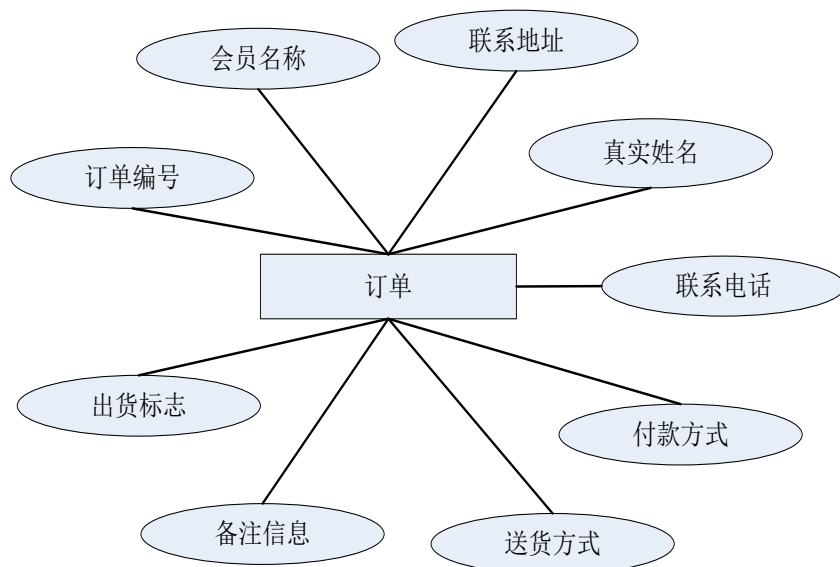 联系地址
会员名称
真实姓名
订单编号
订单
联系电话
出货标志
付款方式
备注信息
送货方式